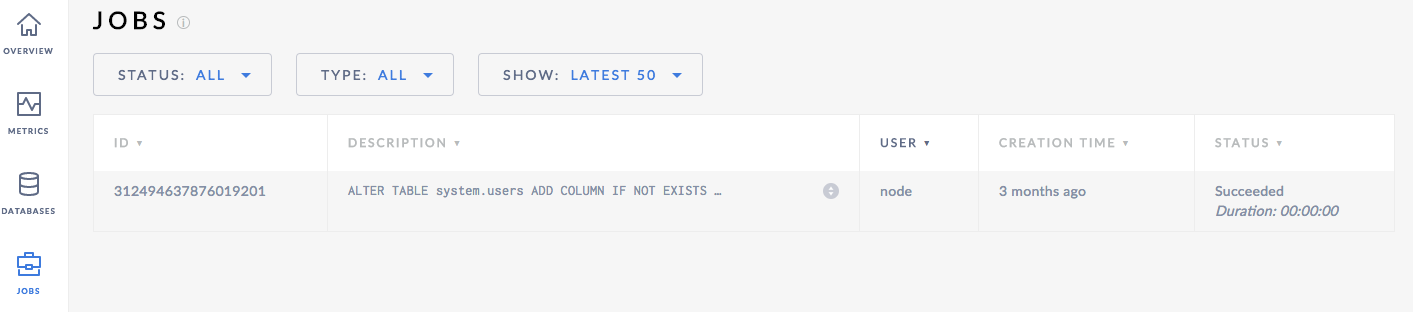 OVERVIEW
METRICS
DATABASES
JOBS
JOBS
STATUS: ALL
TYPE: ALL
SHOW: LATEST 50
ID DESCRIPTION USER CREATION TIME STATUS
312494637876019201 ALTER TABLE system.users ADD COLUMN IF NOT EXISTS … node 3 months ago Succeeded
Duration: 00:00:00